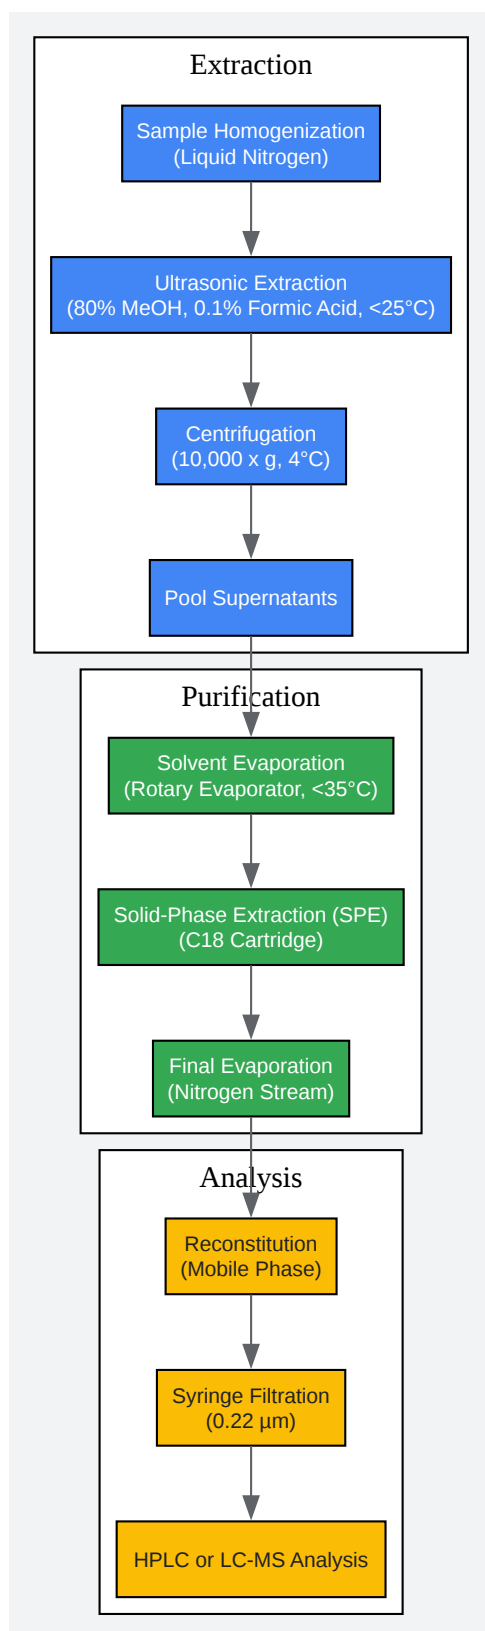 Extraction
Sample Homogenization
(Liquid Nitrogen)
Ultrasonic Extraction
(80% MeOH, 0.1% Formic Acid, <25°C)
Centrifugation
(10,000 x g, 4°C)
Pool Supernatants
Purification
Solvent Evaporation
(Rotary Evaporator, <35°C)
Solid-Phase Extraction (SPE)
(C18 Cartridge)
Final Evaporation
(Nitrogen Stream)
Analysis
Reconstitution
(Mobile Phase)
Syringe Filtration
(0.22 µm)
HPLC or LC-MS Analysis